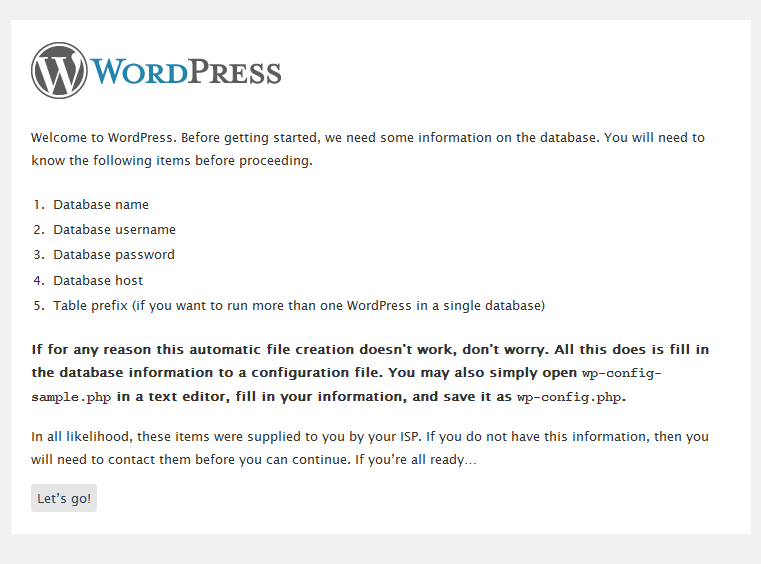 WORDPRESS
Welcome to WordPress. Before getting started, we need some information on the database. You will need to
know the following items before proceeding.
1. Database name
2. Database username
3. Database password
4. Database host
5. Table prefix (if you want to run more than one WordPress in a single database)
If for any reason this automatic file creation doesn't work, don't worry. All this does is fill in
the database information to a configuration file. You may also simply open wp-config-
sample.php in a text editor, fill in your information, and save it as wp-config.php.
In all likelihood, these items were supplied to you by your ISP. If you do not have this information, then you
will need to contact them before you can continue. If you’re all ready…
Let’s go!